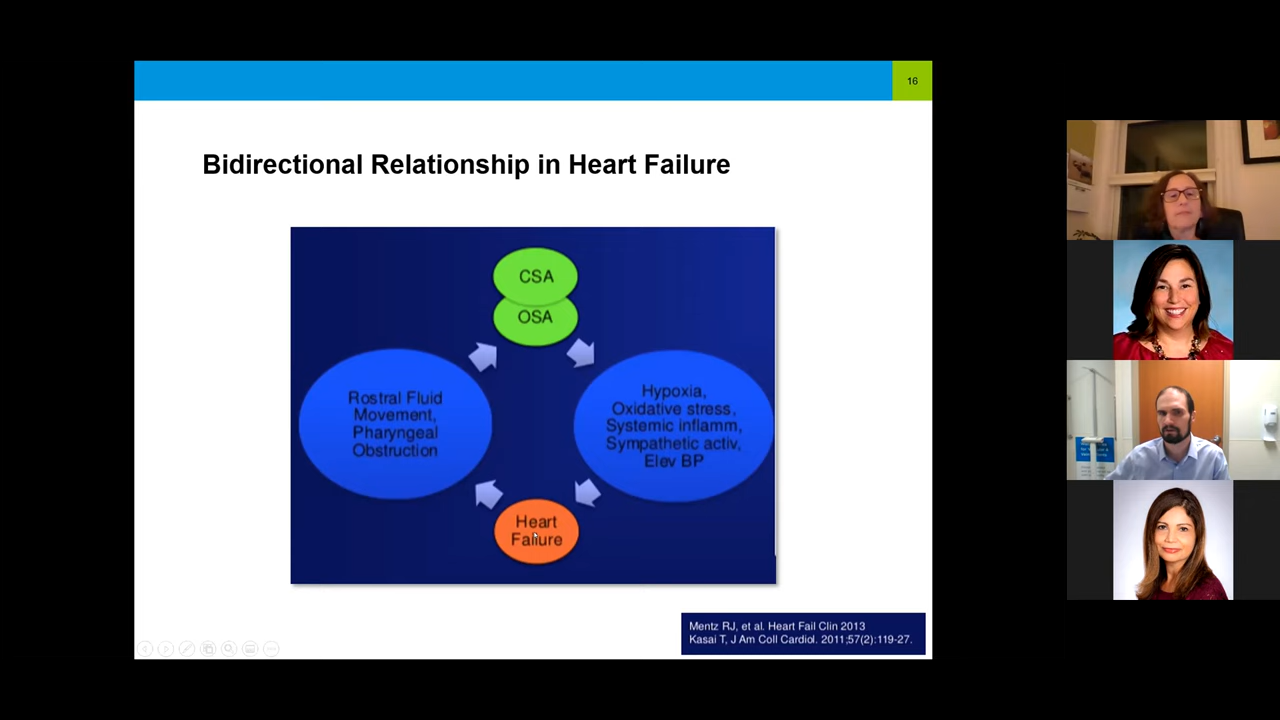 16
Bidirectional Relationship in Heart Failure
CSA
OSA
Rostral Fluid
Movement,
Pharyngeal
Obstruction
Hypoxia,
Oxidative stress,
Systemic inflamm,
Sympathetic activ,
Elev BP
Heart
Failure
Mentz RJ, et al. Heart Fail Clin 2013
Kasai T, J Am Coll Cardiol. 2011;57(2):119-27.